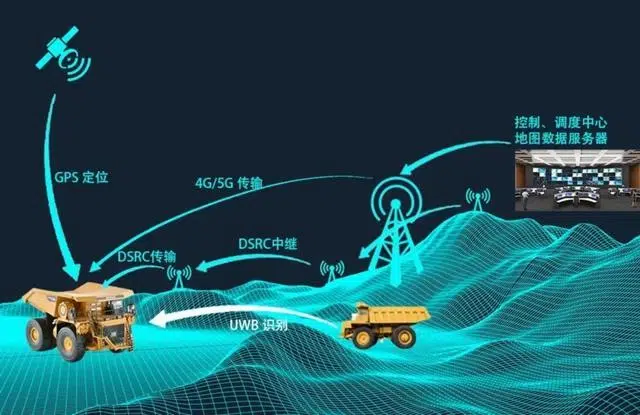 控制、调度中心
地图数据服务器
GPS 定位
4G/5G 传输
DSRC中继
DSRC传输
UWB 识别